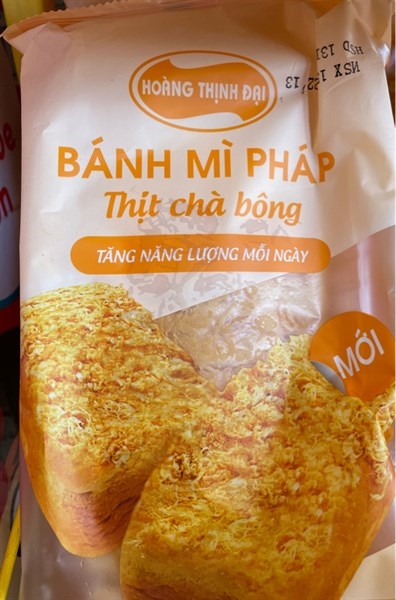 HOÀNG THỊNH ĐẠI
BÁNH MÌ PHÁP
Thịt chà bông
TĂNG NĂNG LƯỢNG MỖI NGÀY
MỚI